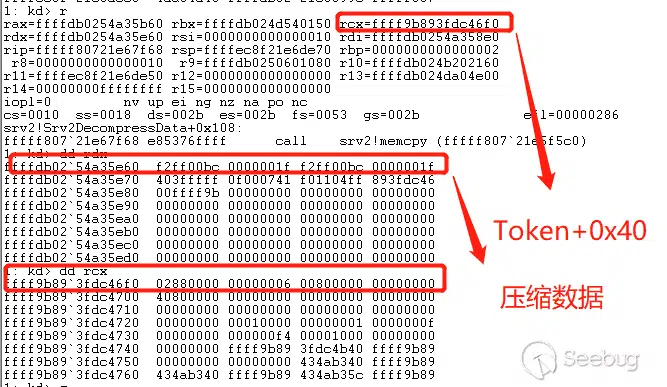 1: kd> r
rax=ffffdb0254a35b60 rbx=ffffdb024d540150 rcx=ffff9b893fdc46f0
rdx=ffffdb0254a35e60 rsi=0000000000000010 rdi=ffffdb0254a358e0
rip=fffff80721e67f68 rsp=ffffec8f21e6de70 rbp=0000000000000002
r8=0000000000000010 r9=ffffdb0250601080 r10=ffffdb024b202160
r11=ffffec8f21e6de50 r12=0000000000000010 r13=ffffdb024da04e00
r14=00000000ffffffff r15=0000000000000000
iopl=0 nv up ei ng nz na po nc
cs=0010 ss=0018 ds=002b es=002b fs=0053 gs=002b efl=00000286
srv2!Srv2DecompressData+0x108:
fffff807`21e67f68 e85376ffff call srv2!memcpy (fffff807`21e5f5c0)
1: kd> dd rdx
ffffdb02`54a35e60 f2ff00bc 0000001f f2ff00bc 0000001f
ffffdb02`54a35e70 403fffff 0f000741 f01104ff 893fdc46
ffffdb02`54a35e80 00ffff9b 00000000 00000000 00000000
ffffdb02`54a35e90 00000000 00000000 00000000 00000000
ffffdb02`54a35ea0 00000000 00000000 00000000 00000000
ffffdb02`54a35eb0 00000000 00000000 00000000 00000000
ffffdb02`54a35ec0 00000000 00000000 00000000 00000000
ffffdb02`54a35ed0 00000000 00000000 00000000 00000000
1: kd> dd rcx
ffff9b89`3fdc46f0 02880000 00000006 00800000 00000000
ffff9b89`3fdc4700 40800000 00000000 00000000 00000000
ffff9b89`3fdc4710 00000000 00000000 00000000 00000000
ffff9b89`3fdc4720 00000000 00010000 00000001 0000000f
ffff9b89`3fdc4730 00000000 000000f4 00001000 00000000
ffff9b89`3fdc4740 00000000 ffff9b89 3fdc4b40 ffff9b89
ffff9b89`3fdc4750 00000000 00000000 434ab340 ffff9b89
ffff9b89`3fdc4760 434ab340 ffff9b89 434ab35c ffff9b89
Token+0x40
压缩数据
Seebug